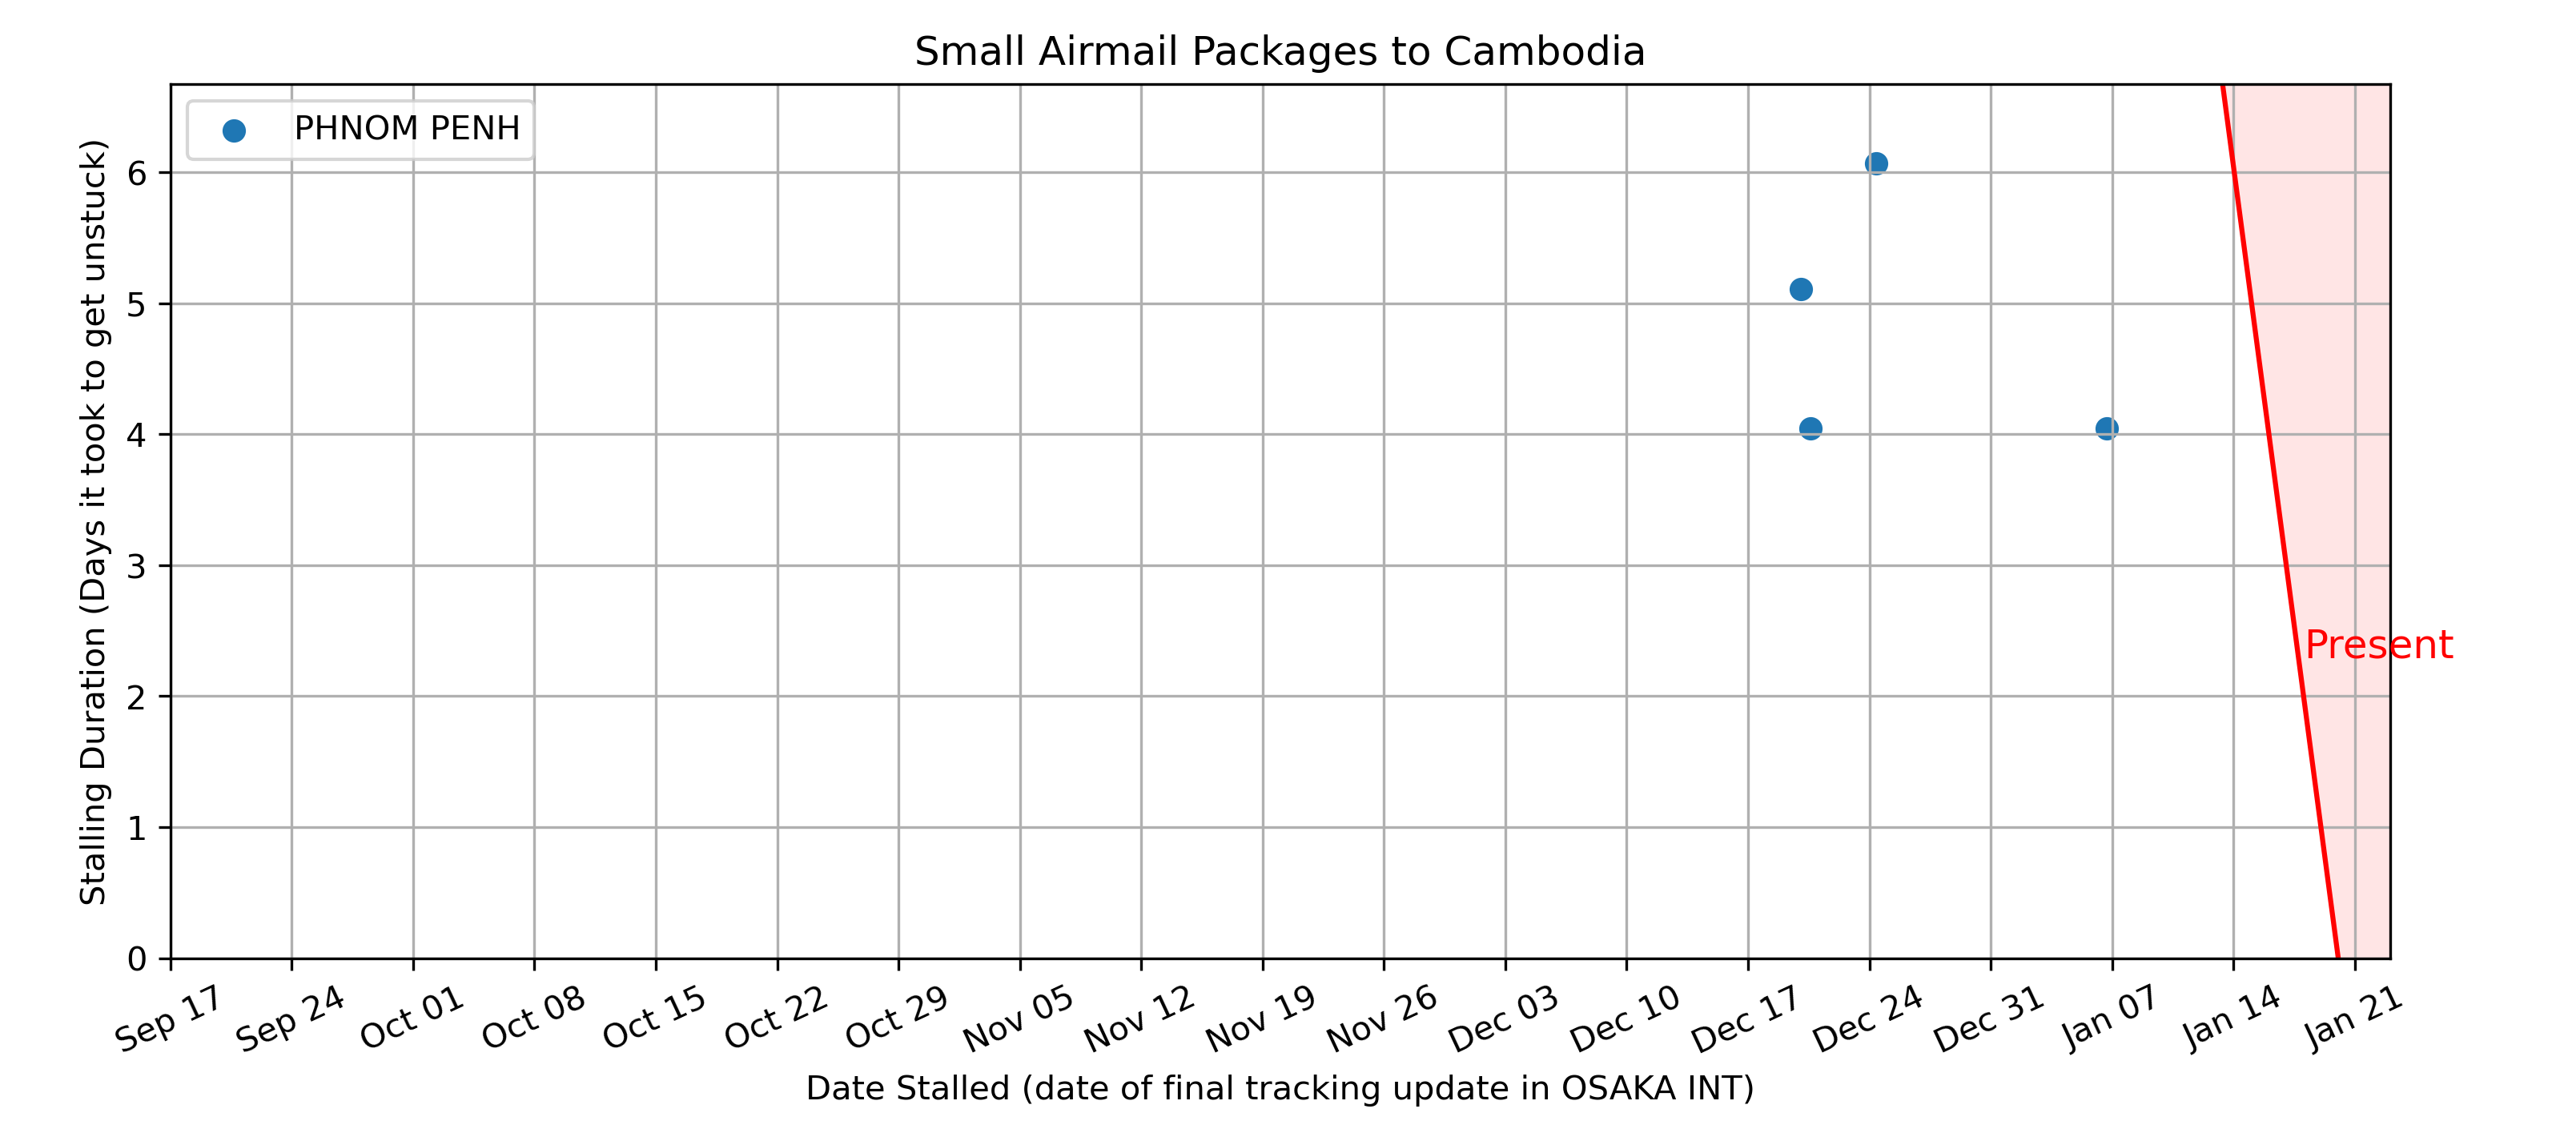 Small Airmail Packages to Cambodia
PHNOM PENH
Stalling Duration (Days it took to get unstuck)
6
5
4
3
2
1
0
Present
Sep 17
Sep 24
Oct 01
Oct 08
Oct 15
Oct 22
Oct 29
Nov 05
Nov 12
Nov 19
Nov 26
Dec 03
Dec 10
Dec 17
Dec 24
Dec 31
Jan 07
Jan 14
Jan 21
Date Stalled (date of final tracking update in OSAKA INT)